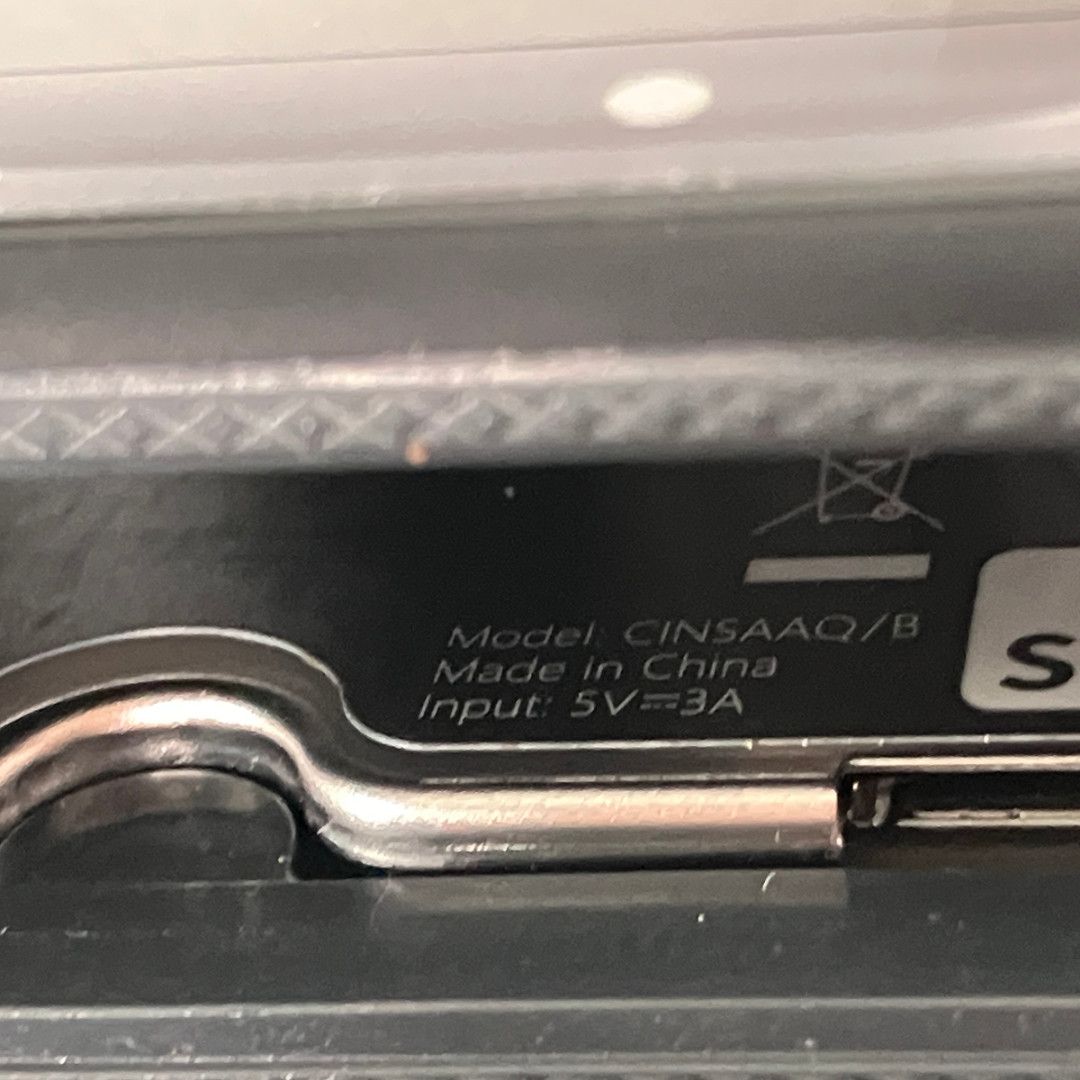 Model: CINSAAQ/B
Made in China
Input: 5V⎓3A
S